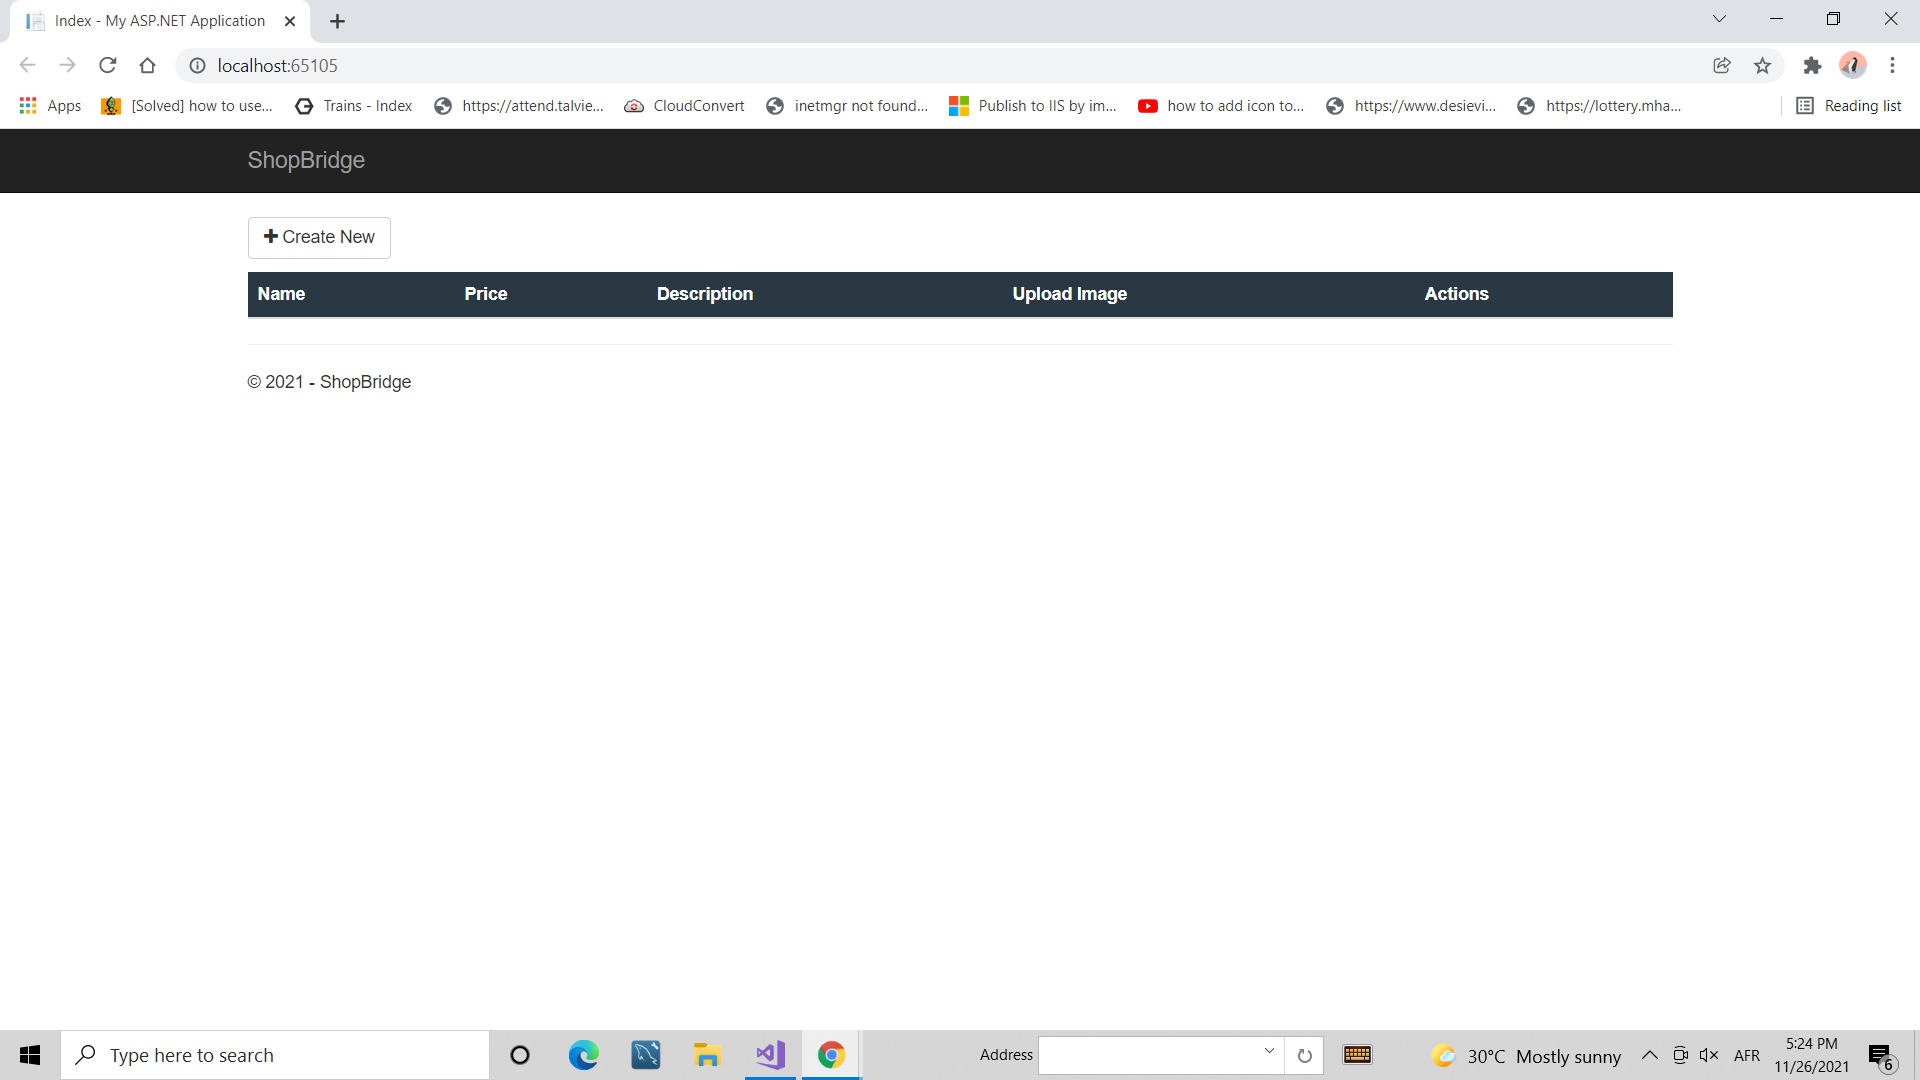 Index - My ASP.NET Application
localhost:65105
Apps [Solved] how to use... Trains - Index https://attend.talvie... CloudConvert inetmgr not found... Publish to IIS by im... how to add icon to... https://www.desievi... https://lottery.mha... Reading list
ShopBridge
Create New
Name Price Description Upload Image Actions
© 2021 - ShopBridge
Type here to search Address 30°C Mostly sunny AFR 5:24 PM
11/26/2021 6